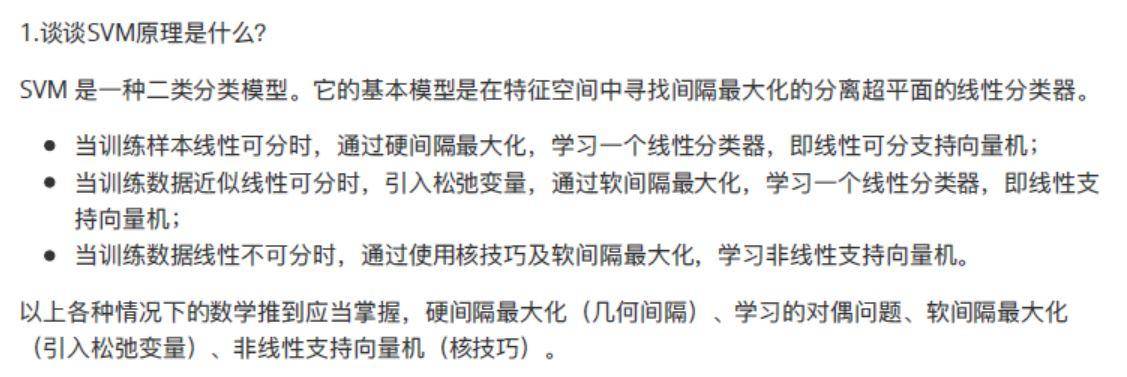 1.谈谈SVM原理是什么？
SVM 是一种二类分类模型。它的基本模型是在特征空间中寻找间隔最大化的分离超平面的线性分类器。
• 当训练样本线性可分时，通过硬间隔最大化，学习一个线性分类器，即线性可分支持向量机；
• 当训练数据近似线性可分时，引入松弛变量，通过软间隔最大化，学习一个线性分类器，即线性支
持向量机；
• 当训练数据线性不可分时，通过使用核技巧及软间隔最大化，学习非线性支持向量机。
以上各种情况下的数学推到应当掌握，硬间隔最大化（几何间隔）、学习的对偶问题、软间隔最大化
（引入松弛变量）、非线性支持向量机（核技巧）。